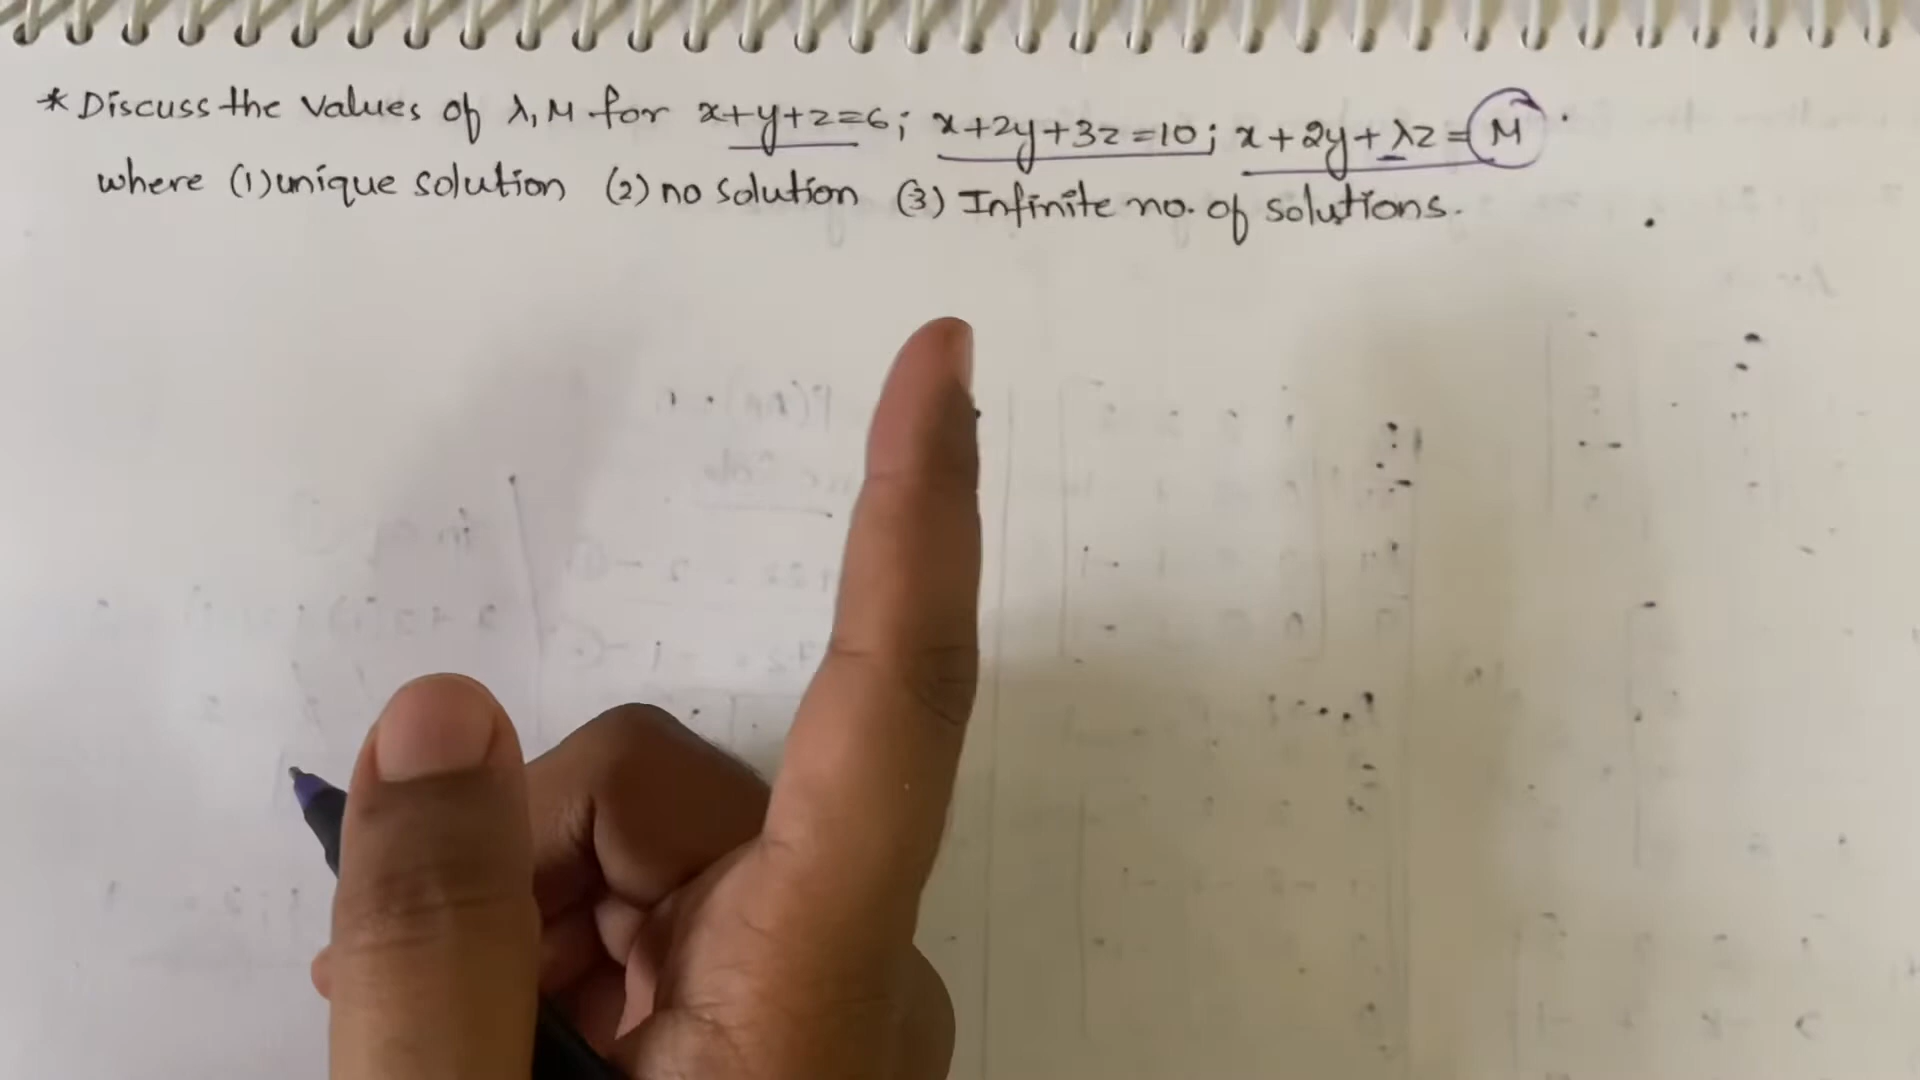 * Discuss the values of λ, M for x+y+z=6; x+2y+3z=10; x+2y+λz=M
where (1) unique solution (2) no solution (3) Infinite no. of solutions.